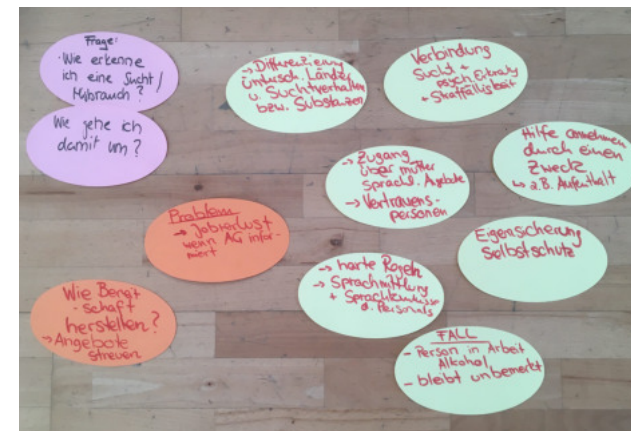 Frage:
·Wie erkenne
ich eine Sucht/
Mißbrauch?
Wie gehe ich
damit um?
→ Differenzierung
untersch. Länder
u. Suchtverhalten
bzw. Substanzen
Verbindung
Sucht +
psych. Erkrankg
+ Straffälligkeit
→ Zugang
über mutter
sprachl. Angebote
→ Vertrauens-
personen
Hilfe annehmen
durch einen
Zweck
↳ z.B. Aufenthalt
Problem
→ Jobverlust
wenn AG infor-
miert
Eigensicherung
Selbstschutz
→ harte Regeln
→ Sprachmittlung
+ Sprachkenntnisse
d. Personals
Wie Bereit
-schaft
herstellen?
→ Angebote
streuen
FALL
- Person in Arbeit
Alkohol
- bleibt unbemerkt